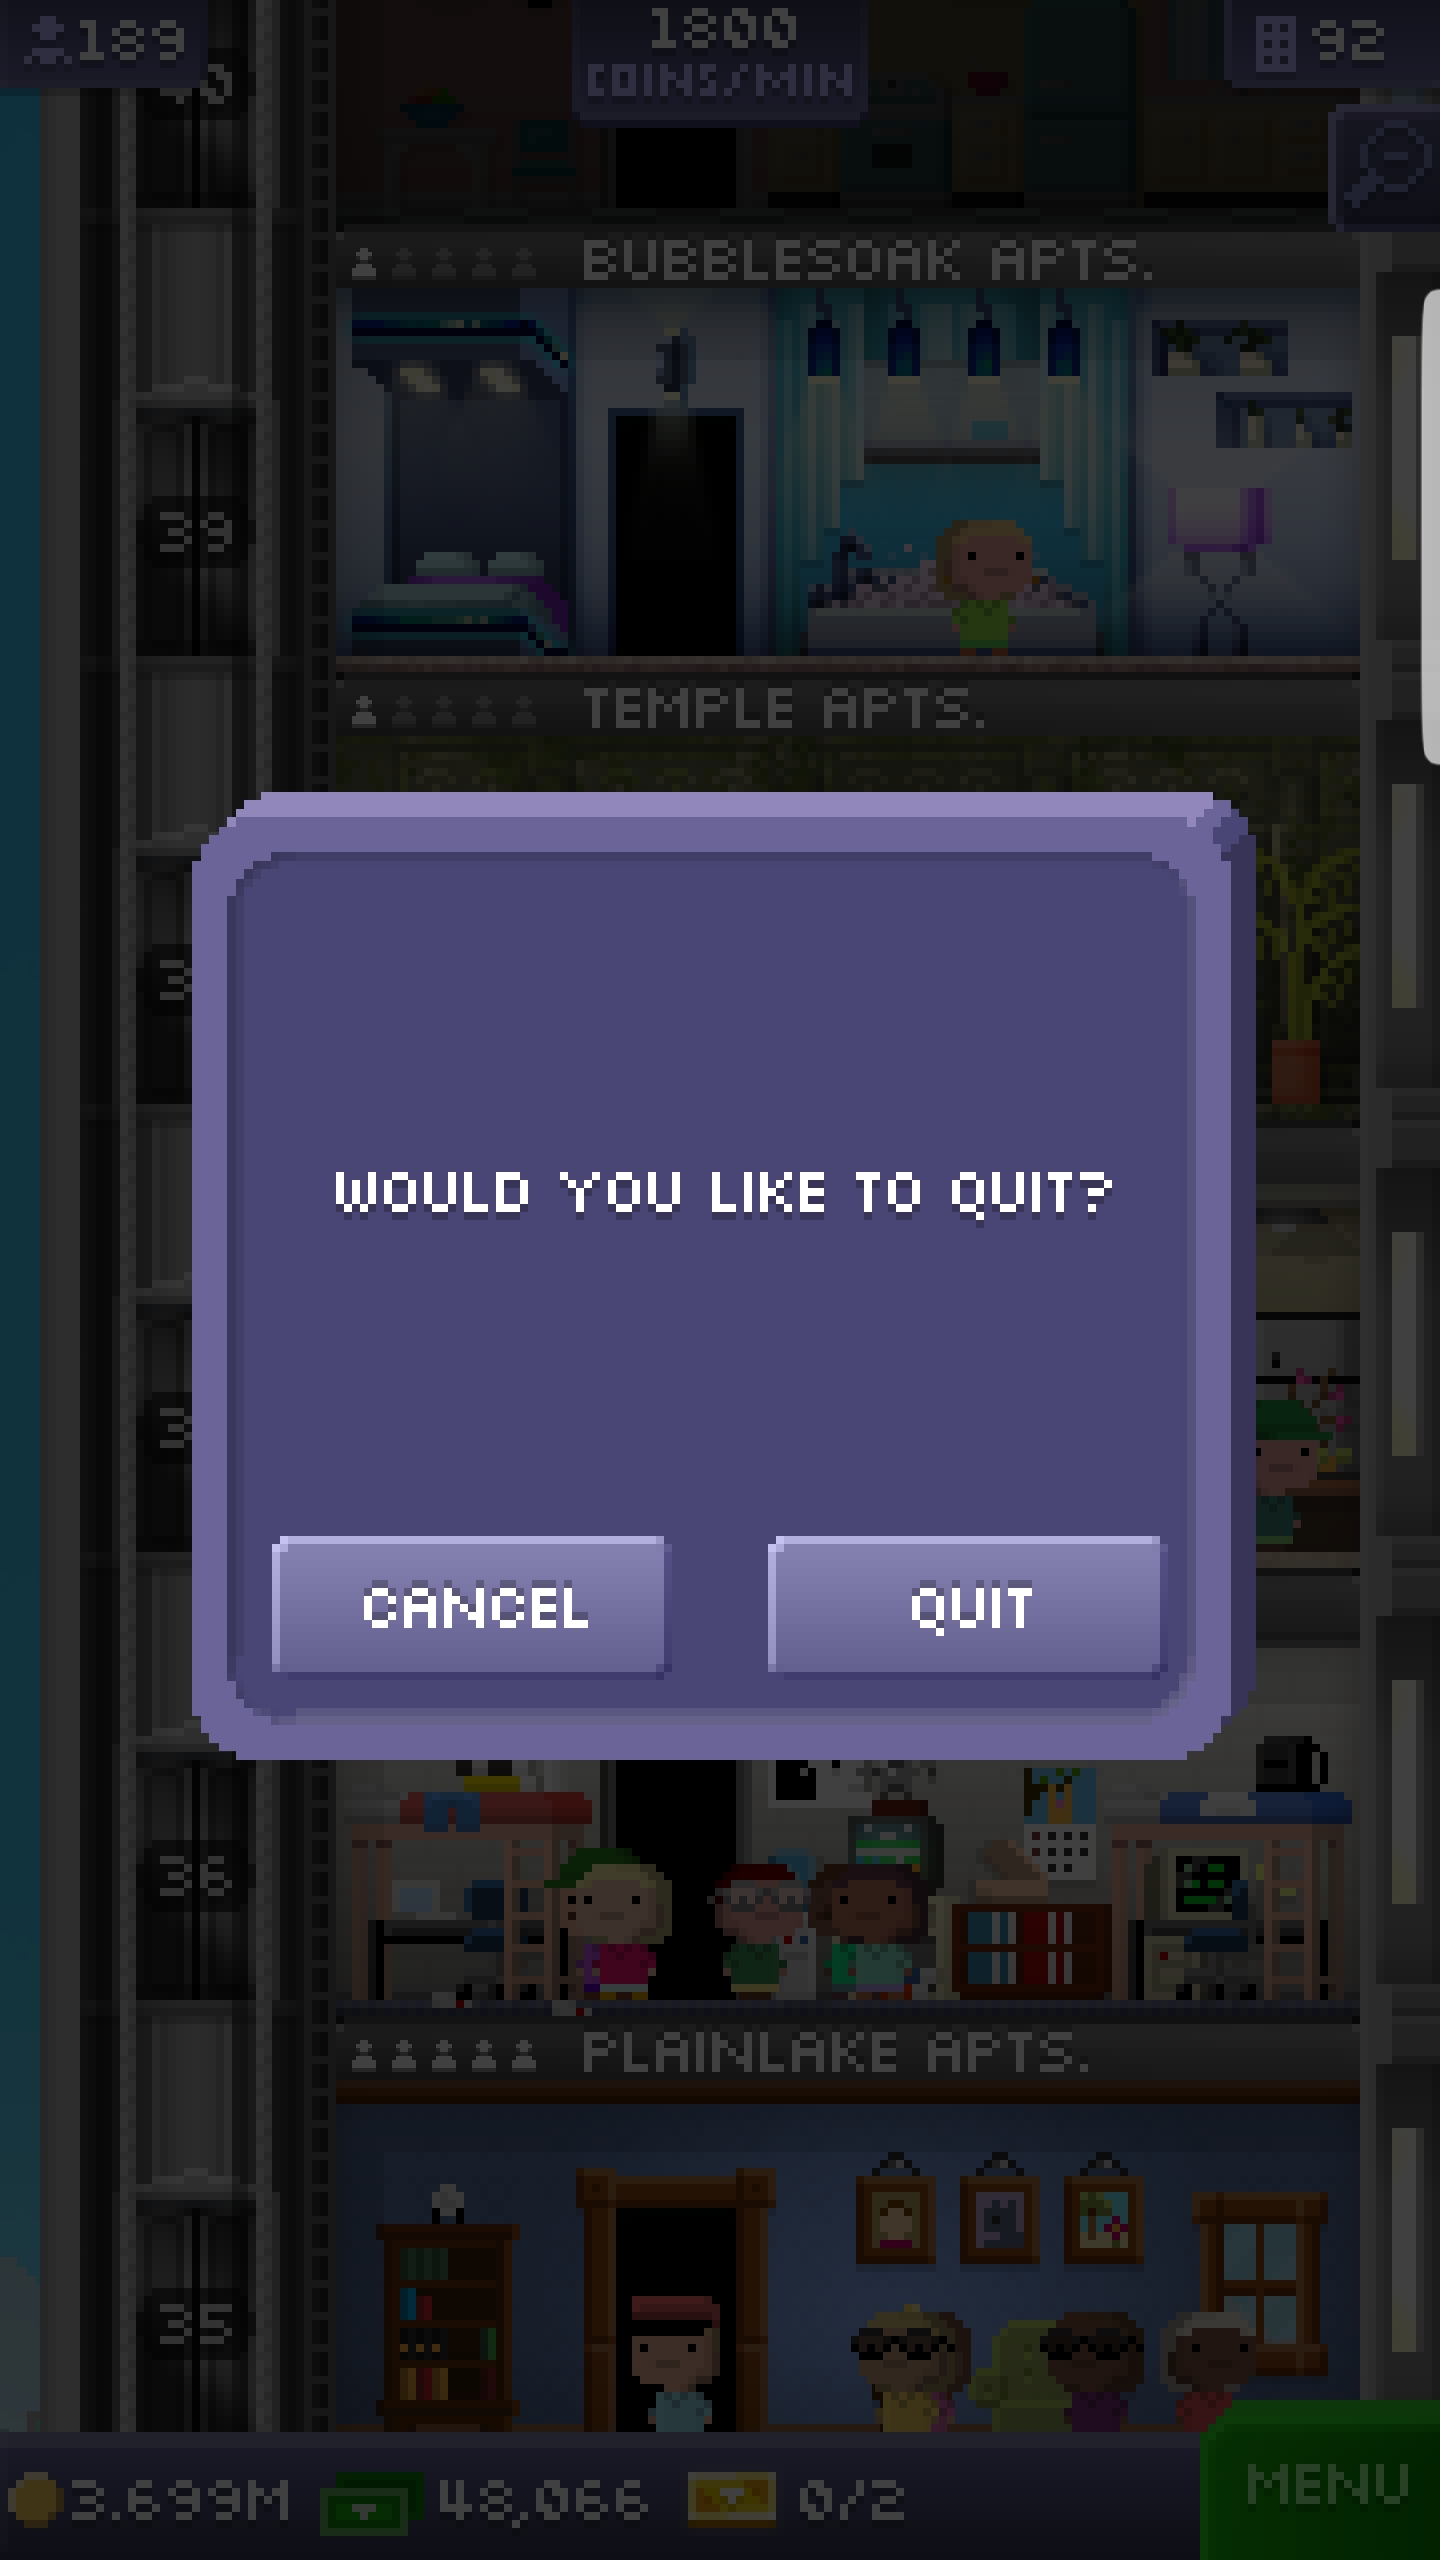 189
1800
COINS/MIN
92
BUBBLESOAK APTS.
39
TEMPLE APTS.
WOULD YOU LIKE TO QUIT?
CANCEL
QUIT
36
PLAINLAKE APTS.
35
3.699M
48,066
0/2
MENU